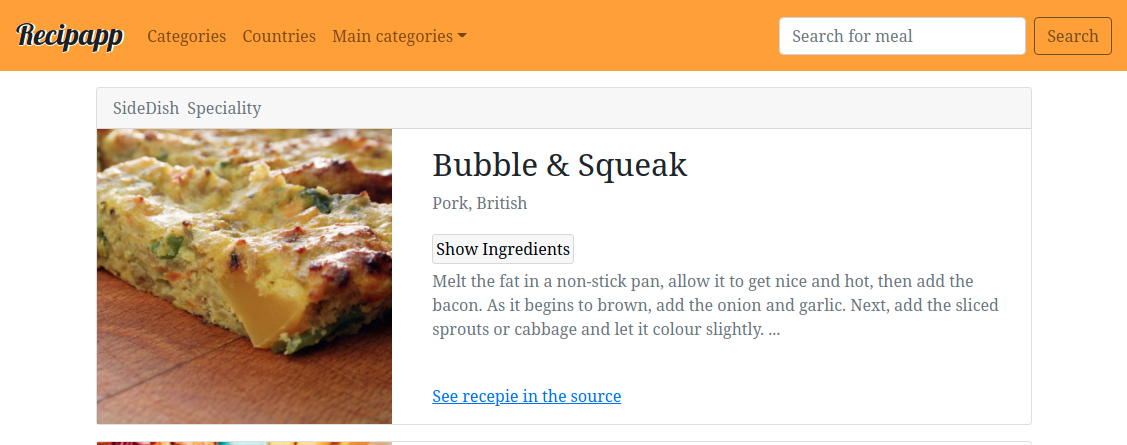 Recipapp Categories Countries Main categories Search for meal Search
SideDish Speciality
Bubble & Squeak
Pork, British
Show Ingredients
Melt the fat in a non-stick pan, allow it to get nice and hot, then add the
bacon. As it begins to brown, add the onion and garlic. Next, add the sliced
sprouts or cabbage and let it colour slightly. ...
See recepie in the source